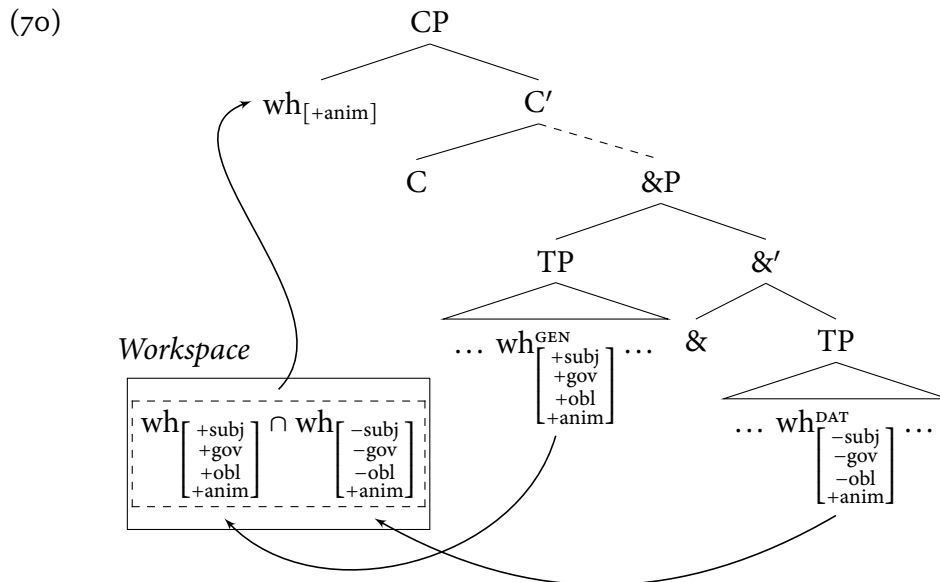 (70)
CP
wh[+anim] C′
C &P
TP &′
Workspace … wh^GEN … & TP
wh ∩ wh
[+subj +gov +obl +anim]
[−subj −gov −obl +anim]
[+subj +gov +obl +anim]
… wh^DAT …
[−subj −gov −obl +anim]